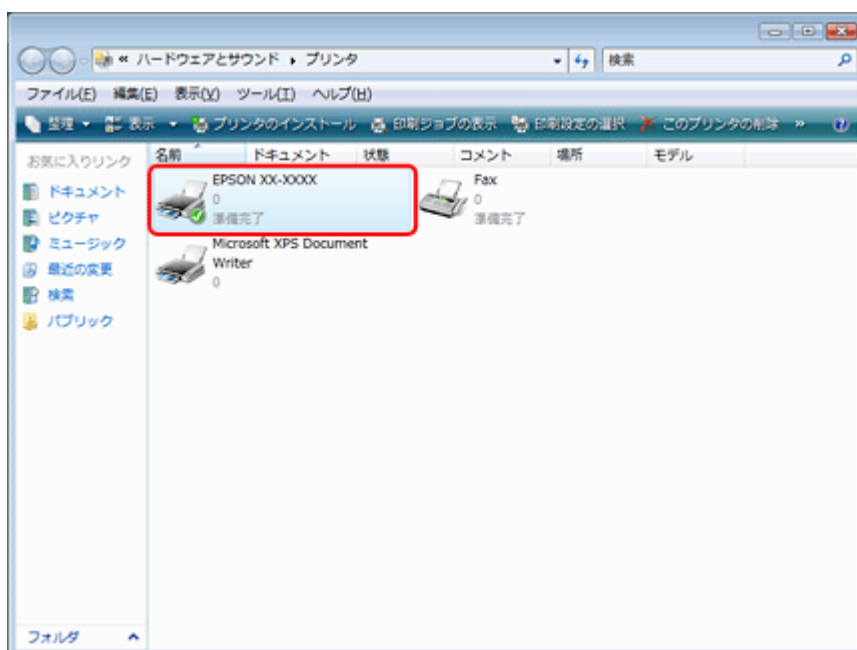 « ハードウェアとサウンド ▸ プリンタ
検索
ファイル(F) 編集(E) 表示(V) ツール(T) ヘルプ(H)
整理 表示 プリンタのインストール 印刷ジョブの表示 印刷設定の選択 このプリンタの削除 »
お気に入りリンク
ドキュメント
ピクチャ
ミュージック
最近の変更
検索
パブリック
フォルダ
名前 ドキュメント 状態 コメント 場所 モデル
EPSON XX-XXXX
0
準備完了
Fax
0
準備完了
Microsoft XPS Document
Writer
0